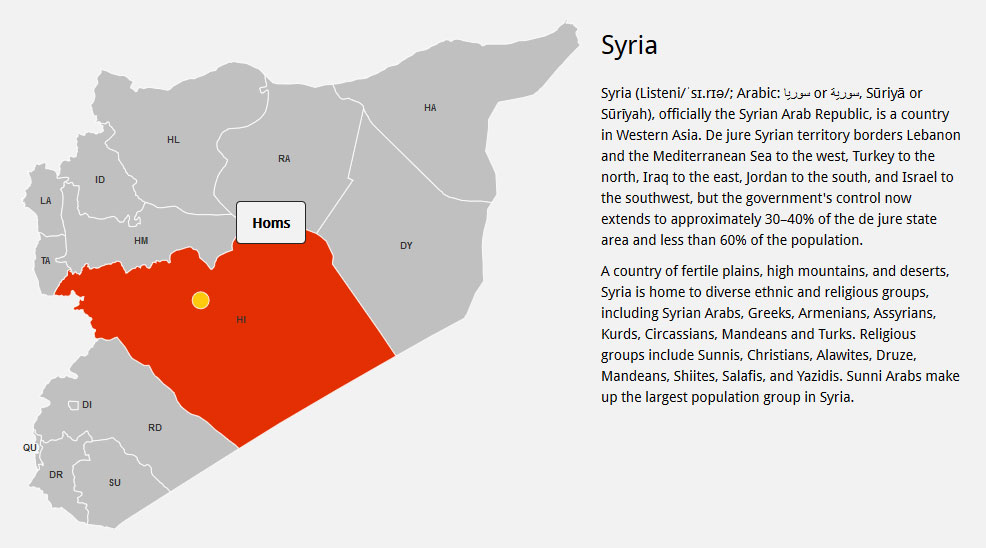 HA
HL
RA
ID
LA
Homs
HM
DY
TA
HI
DI
RD
QU
DR
SU
Syria
Syria (Listeni/ˈsɪ.rɪə/; Arabic: سوريا or سورية, Sūriyā or
Sūrīyah), officially the Syrian Arab Republic, is a country
in Western Asia. De jure Syrian territory borders Lebanon
and the Mediterranean Sea to the west, Turkey to the
north, Iraq to the east, Jordan to the south, and Israel to
the southwest, but the government's control now
extends to approximately 30–40% of the de jure state
area and less than 60% of the population.
A country of fertile plains, high mountains, and deserts,
Syria is home to diverse ethnic and religious groups,
including Syrian Arabs, Greeks, Armenians, Assyrians,
Kurds, Circassians, Mandeans and Turks. Religious
groups include Sunnis, Christians, Alawites, Druze,
Mandeans, Shiites, Salafis, and Yazidis. Sunni Arabs make
up the largest population group in Syria.